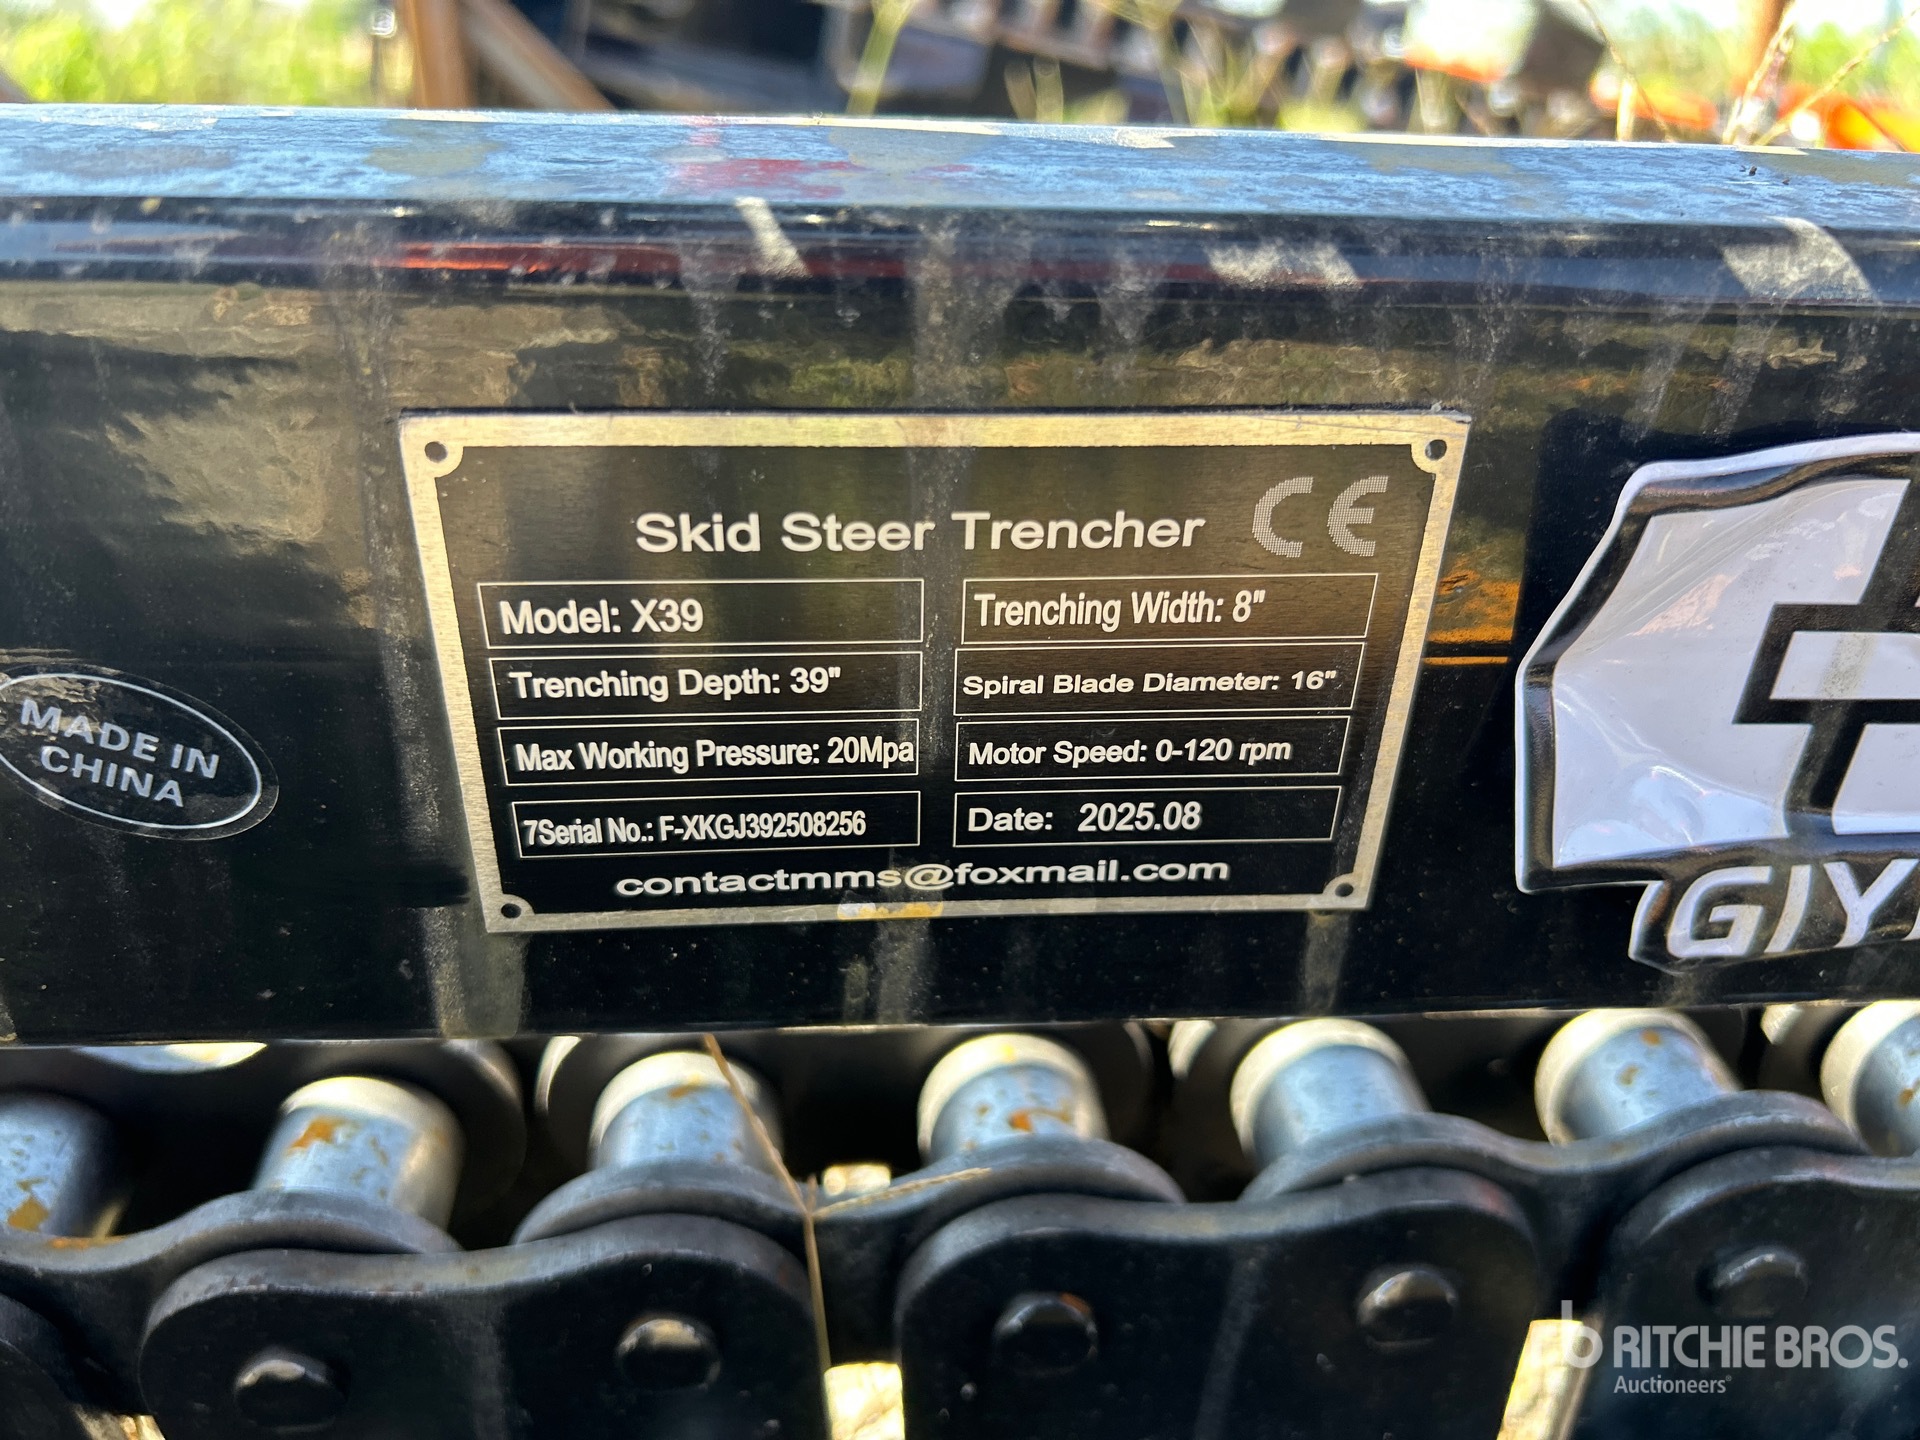 Skid Steer Trencher CE
Model: X39
Trenching Width: 8"
Trenching Depth: 39"
Spiral Blade Diameter: 16"
Max Working Pressure: 20Mpa
Motor Speed: 0-120 rpm
7Serial No.: F-XKGJ392508256
Date: 2025.08
contactmms@foxmail.com
MADE IN
CHINA
GIY
rb RITCHIE BROS.
Auctioneers